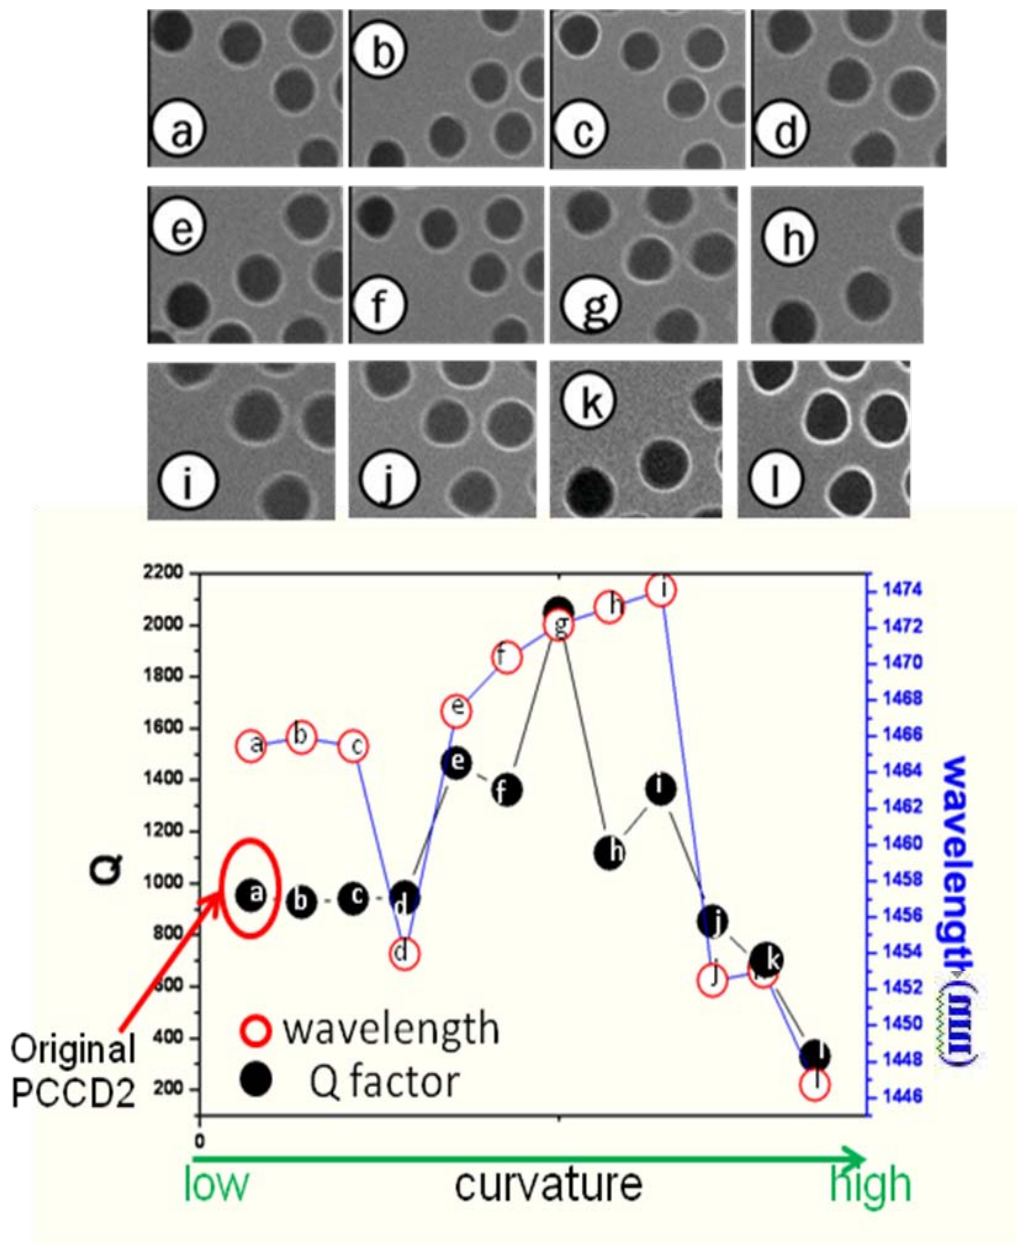 a
b
c
d
e
f
g
h
i
j
k
l
2200
2000
1800
1600
1400
1200
1000
800
600
400
200
Q
0
1474
1472
1470
1468
1466
1464
1462
1460
1458
1456
1454
1452
1450
1448
1446
wavelength(nm)
a
b
c
d
e
f
g
h
i
j
l
a
b
c
d
e
f
h
i
j
k
l
wavelength
Q factor
Original
PCCD2
low curvature high